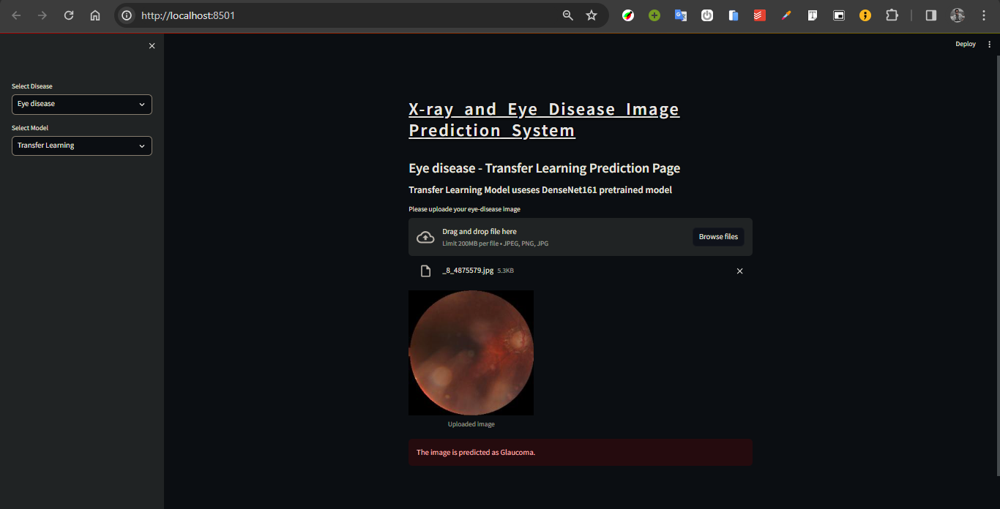 http://localhost:8501
Deploy
Select Disease
Eye disease
Select Model
Transfer Learning
X-ray and Eye Disease Image
Prediction System
Eye disease - Transfer Learning Prediction Page
Transfer Learning Model useses DenseNet161 pretrained model
Please uploade your eye-disease image
Drag and drop file here
Limit 200MB per file • JPEG, PNG, JPG
Browse files
_8_4875579.jpg 5.3KB
Uploaded image
The image is predicted as Glaucoma.